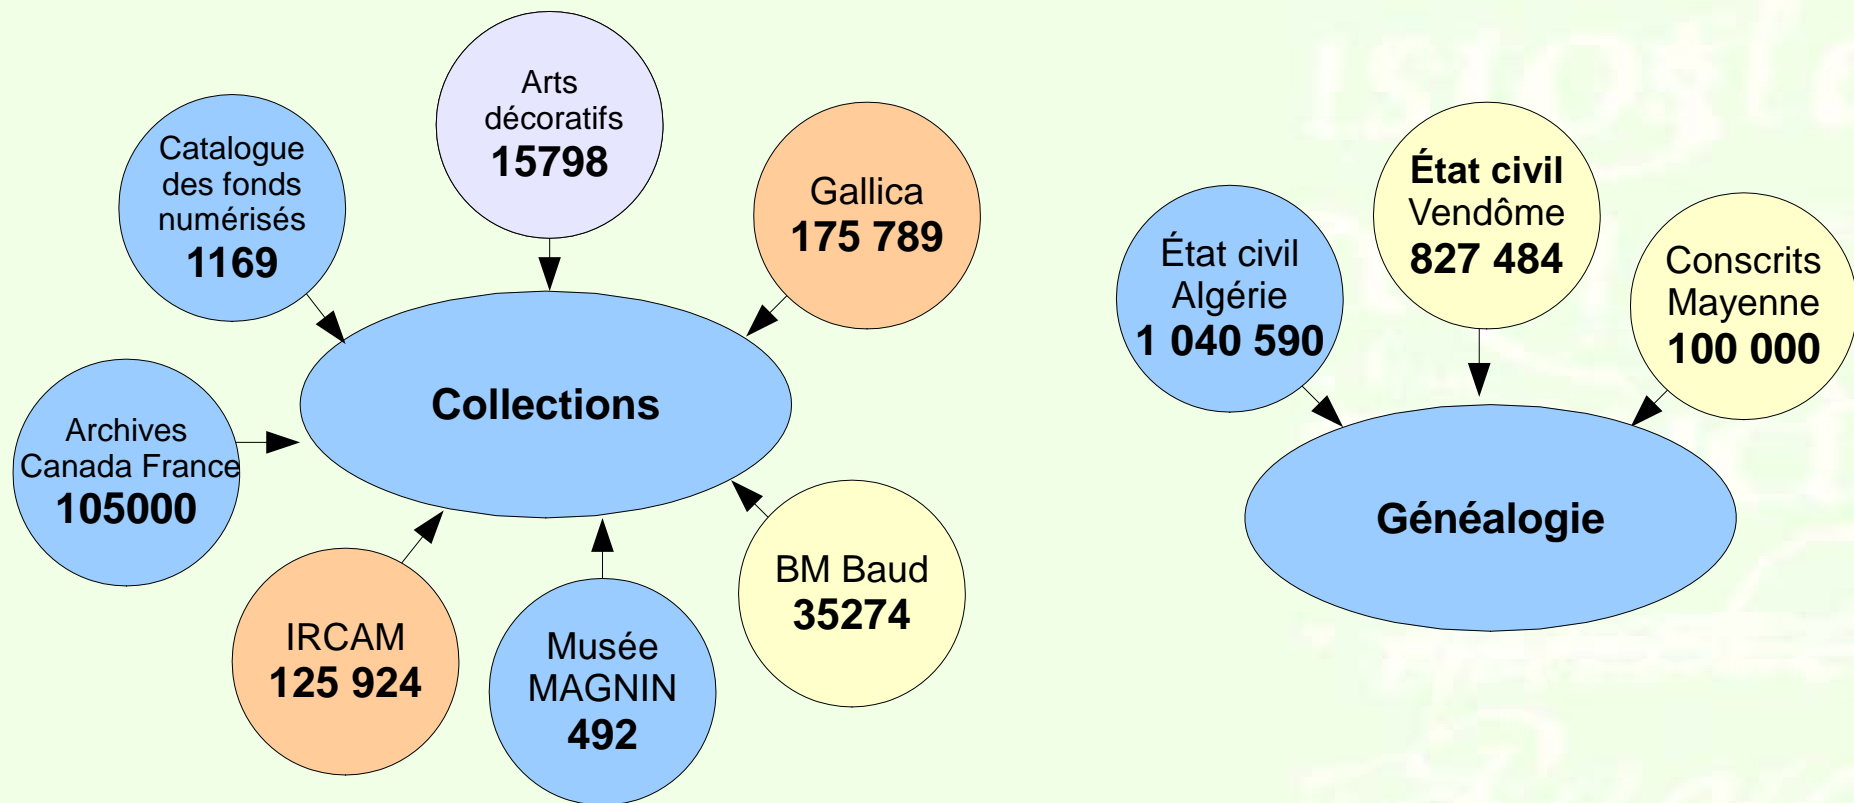 Arts
décoratifs
15798
Catalogue
des fonds
numérisés
1169
Gallica
175 789
Collections
Archives
Canada France
105000
IRCAM
125 924
Musée
MAGNIN
492
BM Baud
35274
État civil
Vendôme
827 484
État civil
Algérie
1 040 590
Conscrits
Mayenne
100 000
Généalogie